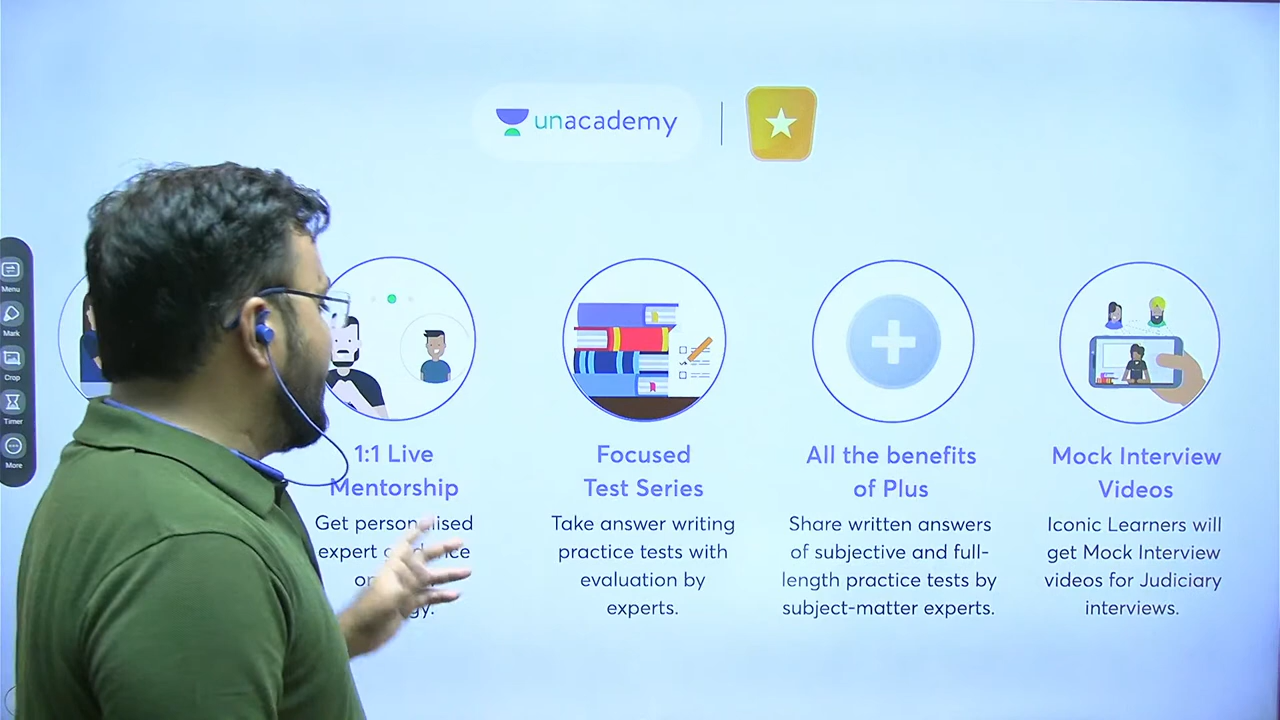 unacademy
Menu
Mark
Crop
Timer
More
1:1 Live
Mentorship
Get personalised
expert
gy.
Focused
Test Series
Take answer writing
practice tests with
evaluation by
experts.
All the benefits
of Plus
Share written answers
of subjective and full-
length practice tests by
subject-matter experts.
Mock Interview
Videos
Iconic Learners will
get Mock Interview
videos for Judiciary
interviews.